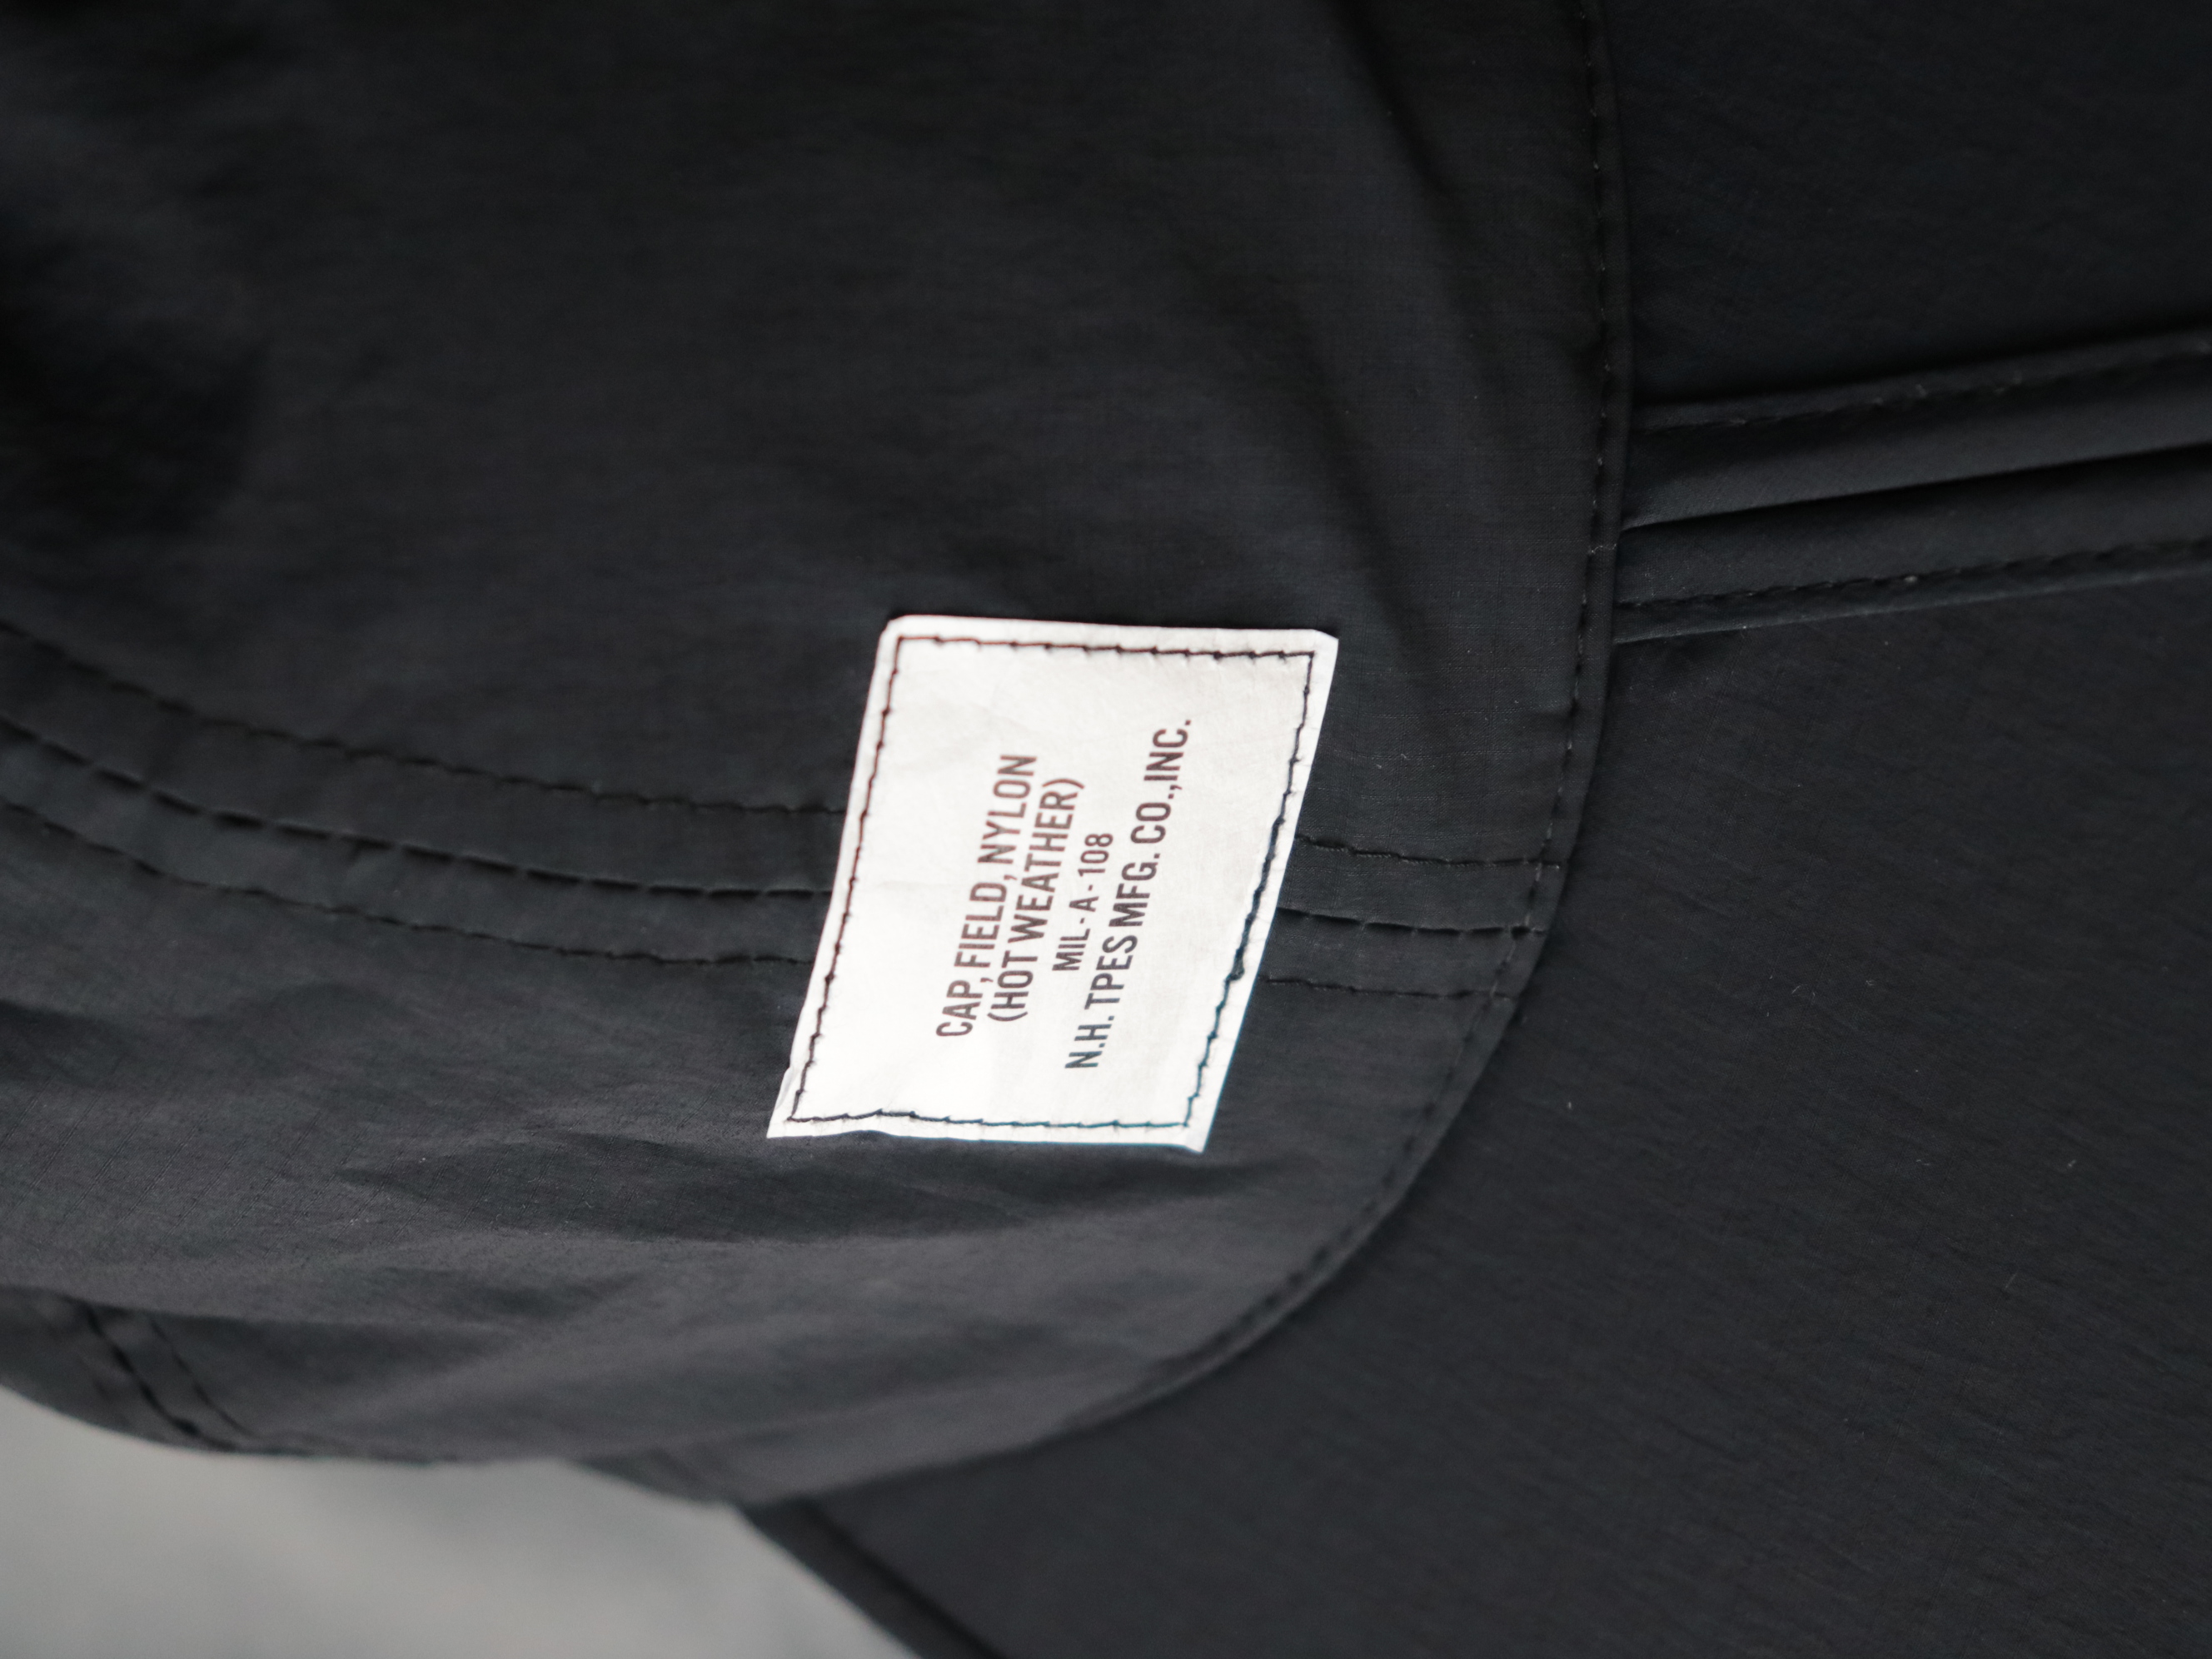 CAP, FIELD, NYLON
(HOT WEATHER)
MIL-A-108
N.H. TPES MFG. CO.,INC.